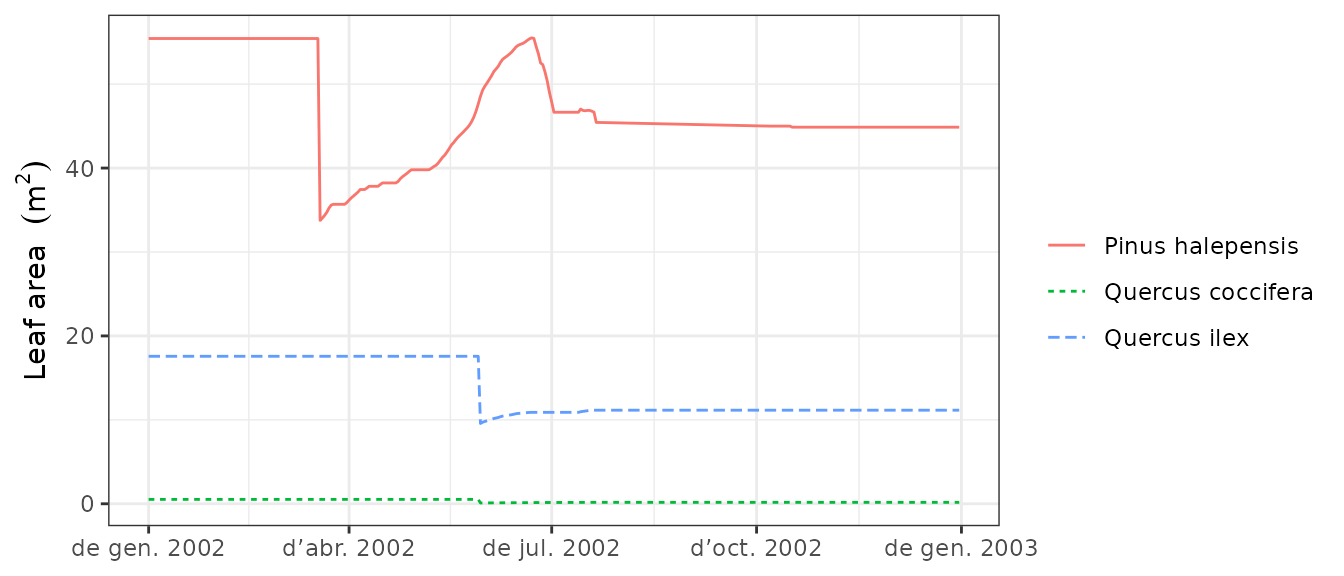 Leaf area (m²)
40
20
0
de gen. 2002 d’abr. 2002 de jul. 2002 d’oct. 2002 de gen. 2003
Pinus halepensis
Quercus coccifera
Quercus ilex